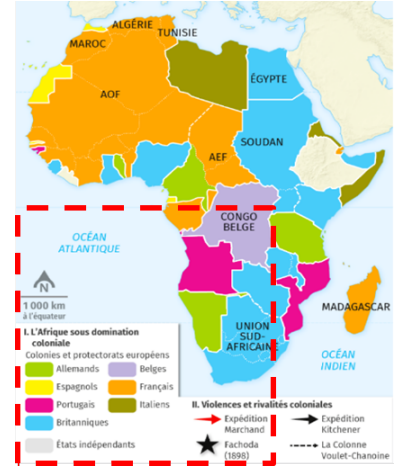 ALGÉRIE
TUNISIE
MAROC
ÉGYPTE
AOF
SOUDAN
AEF
CONGO
BELGE
OCÉAN
ATLANTIQUE
N
1 000 km
à l'équateur
MADAGASCAR
UNION
SUD-
AFRICAINE
OCÉAN
INDIEN
I. L'Afrique sous domination
coloniale
Colonies et protectorats européens
Allemands
Belges
Espagnols
Français
Portugais
Italiens
Britanniques
États indépendants
II. Violences et rivalités coloniales
Expédition
Marchand
Expédition
Kitchener
Fachoda
(1898)
La Colonne
Voulet-Chanoine